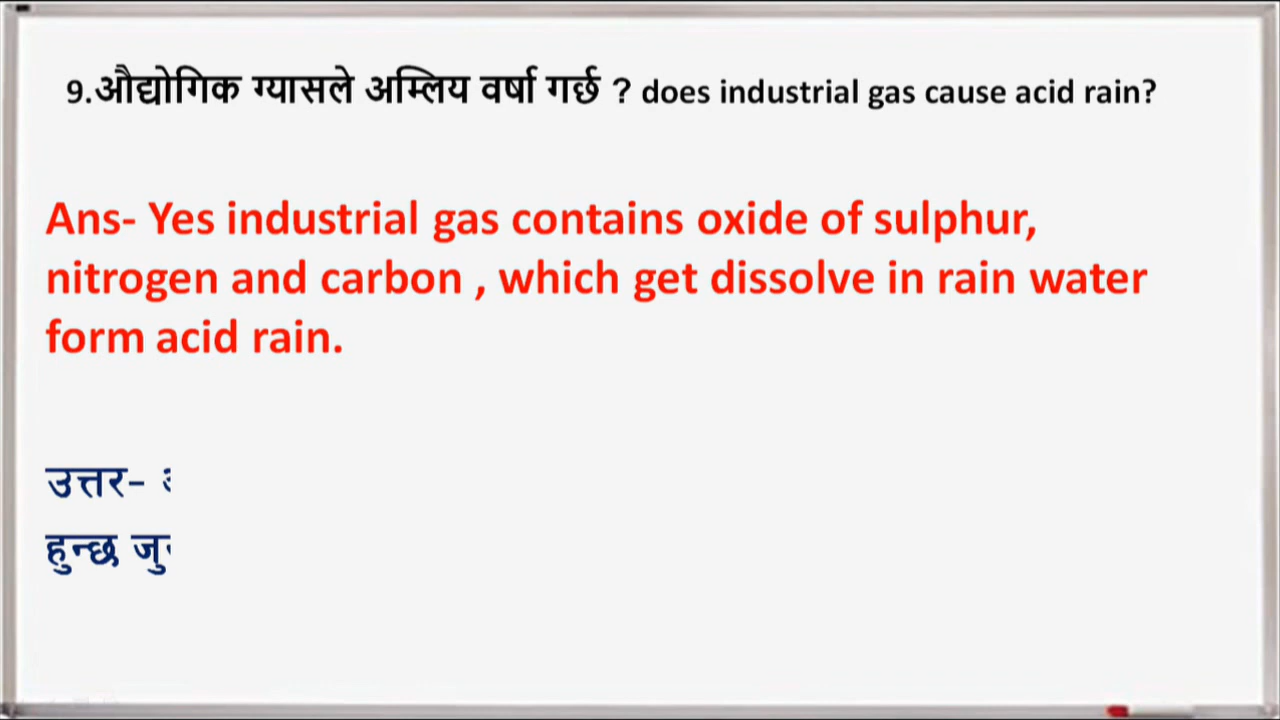 9.औद्योगिक ग्यासले अम्लिय वर्षा गर्छ ? does industrial gas cause acid rain?
Ans- Yes industrial gas contains oxide of sulphur,
nitrogen and carbon , which get dissolve in rain water
form acid rain.
उत्तर-
हुन्छ